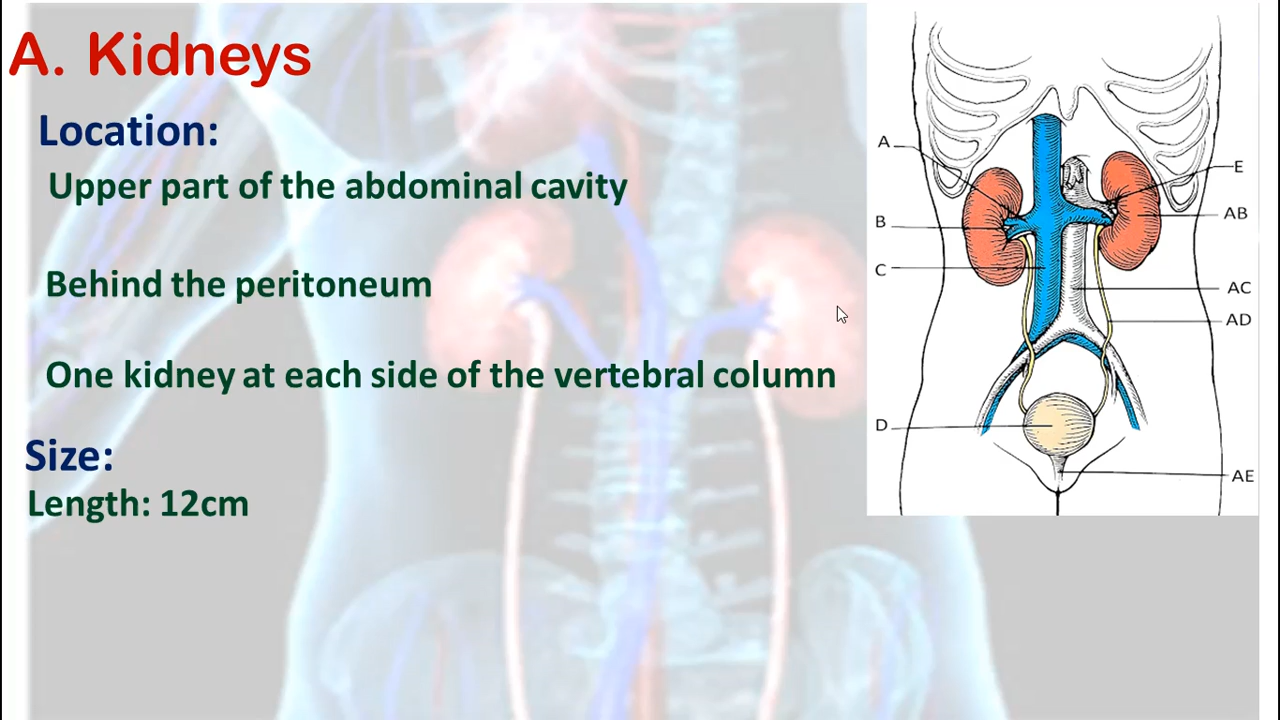 A. Kidneys
Location:
Upper part of the abdominal cavity
Behind the peritoneum
One kidney at each side of the vertebral column
Size:
Length: 12cm
A
B
C
D
E
AB
AC
AD
AE